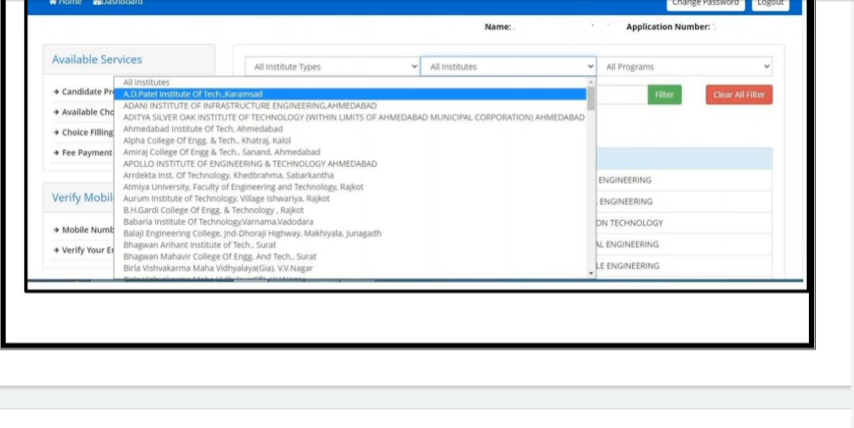 Home Dashboard
Change Password Logout
Name: Application Number:
Available Services
All Institute Types
All Institutes
All Programs
Candidate
Available
Choice Filling
Fee Payment
Filter
Clear All Filter
All Institutes
A.D.Patel Institute Of Tech.,Karamsad
ADANI INSTITUTE OF INFRASTRUCTURE ENGINEERING,AHMEDABAD
ADITYA SILVER OAK INSTITUTE OF TECHNOLOGY (WITHIN LIMITS OF AHMEDABAD MUNICIPAL CORPORATION) AHMEDABAD
Ahmedabad Institute Of Tech, Ahmedabad
Alpha College Of Engg. & Tech., Khatraj, Kalol
Amiraj College Of Engg & Tech., Sanand, Ahmedabad
APOLLO INSTITUTE OF ENGINEERING & TECHNOLOGY AHMEDABAD
Arrdekta Inst. Of Technology, Khedbrahma, Sabarkantha
Atmiya University, Faculty of Engineering and Technology, Rajkot
Aurum Institute of Technology, Village Ishwariya, Rajkot
B.H.Gardi College Of Engg. & Technology , Rajkot
Babaria Institute Of Technology,Varnama,Vadodara
Balaji Engineering College, Jnd-Dhoraji Highway, Makhiyala, Junagadh
Bhagwan Arihant Institute of Tech., Surat
Bhagwan Mahavir College Of Engg. And Tech., Surat
Birla Vishvakarma Maha Vidhyalaya(Gia), V.V.Nagar
ENGINEERING
ENGINEERING
ON TECHNOLOGY
AL ENGINEERING
LE ENGINEERING
Verify Mobil
Mobile Numb
Verify Your